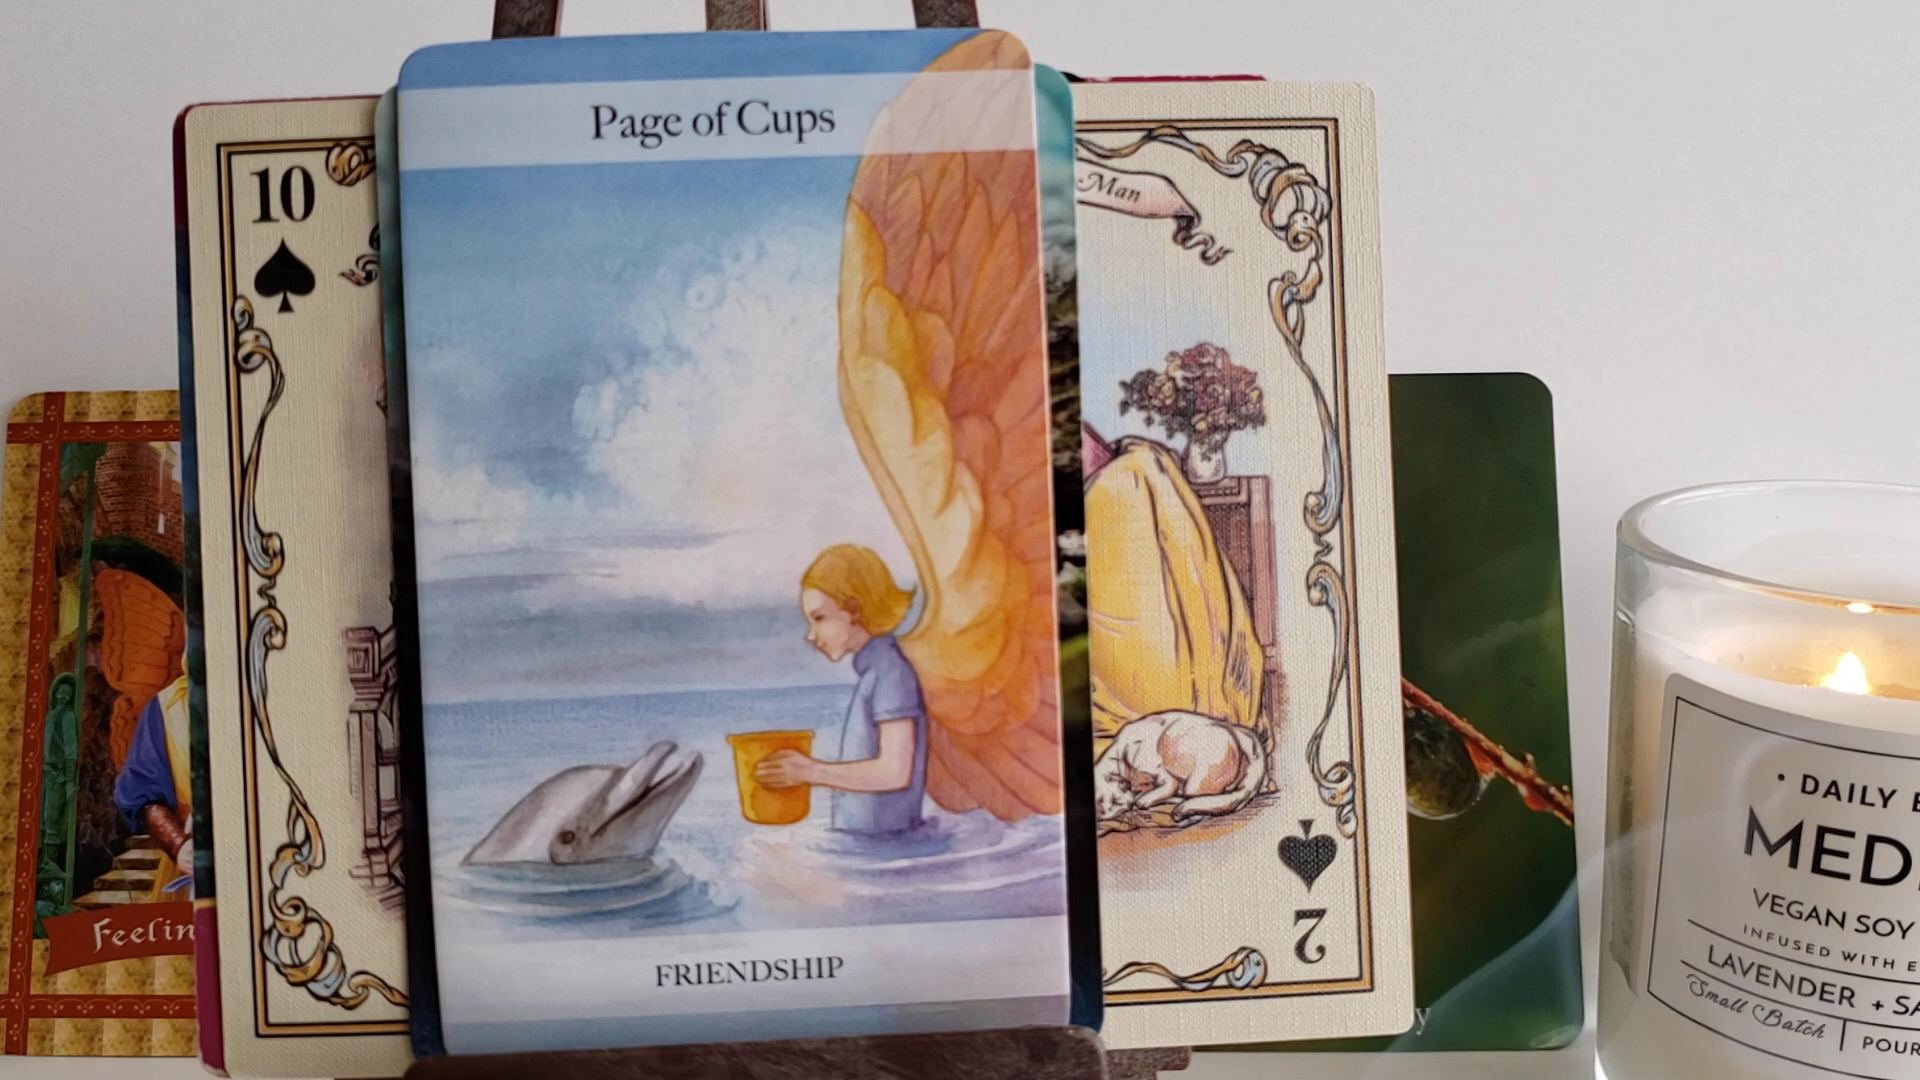 Page of Cups
FRIENDSHIP
10
Man
2
Feelin
y
• DAILY E
MED
VEGAN SOY
INFUSED WITH E
LAVENDER + SA
Small Batch | POUR